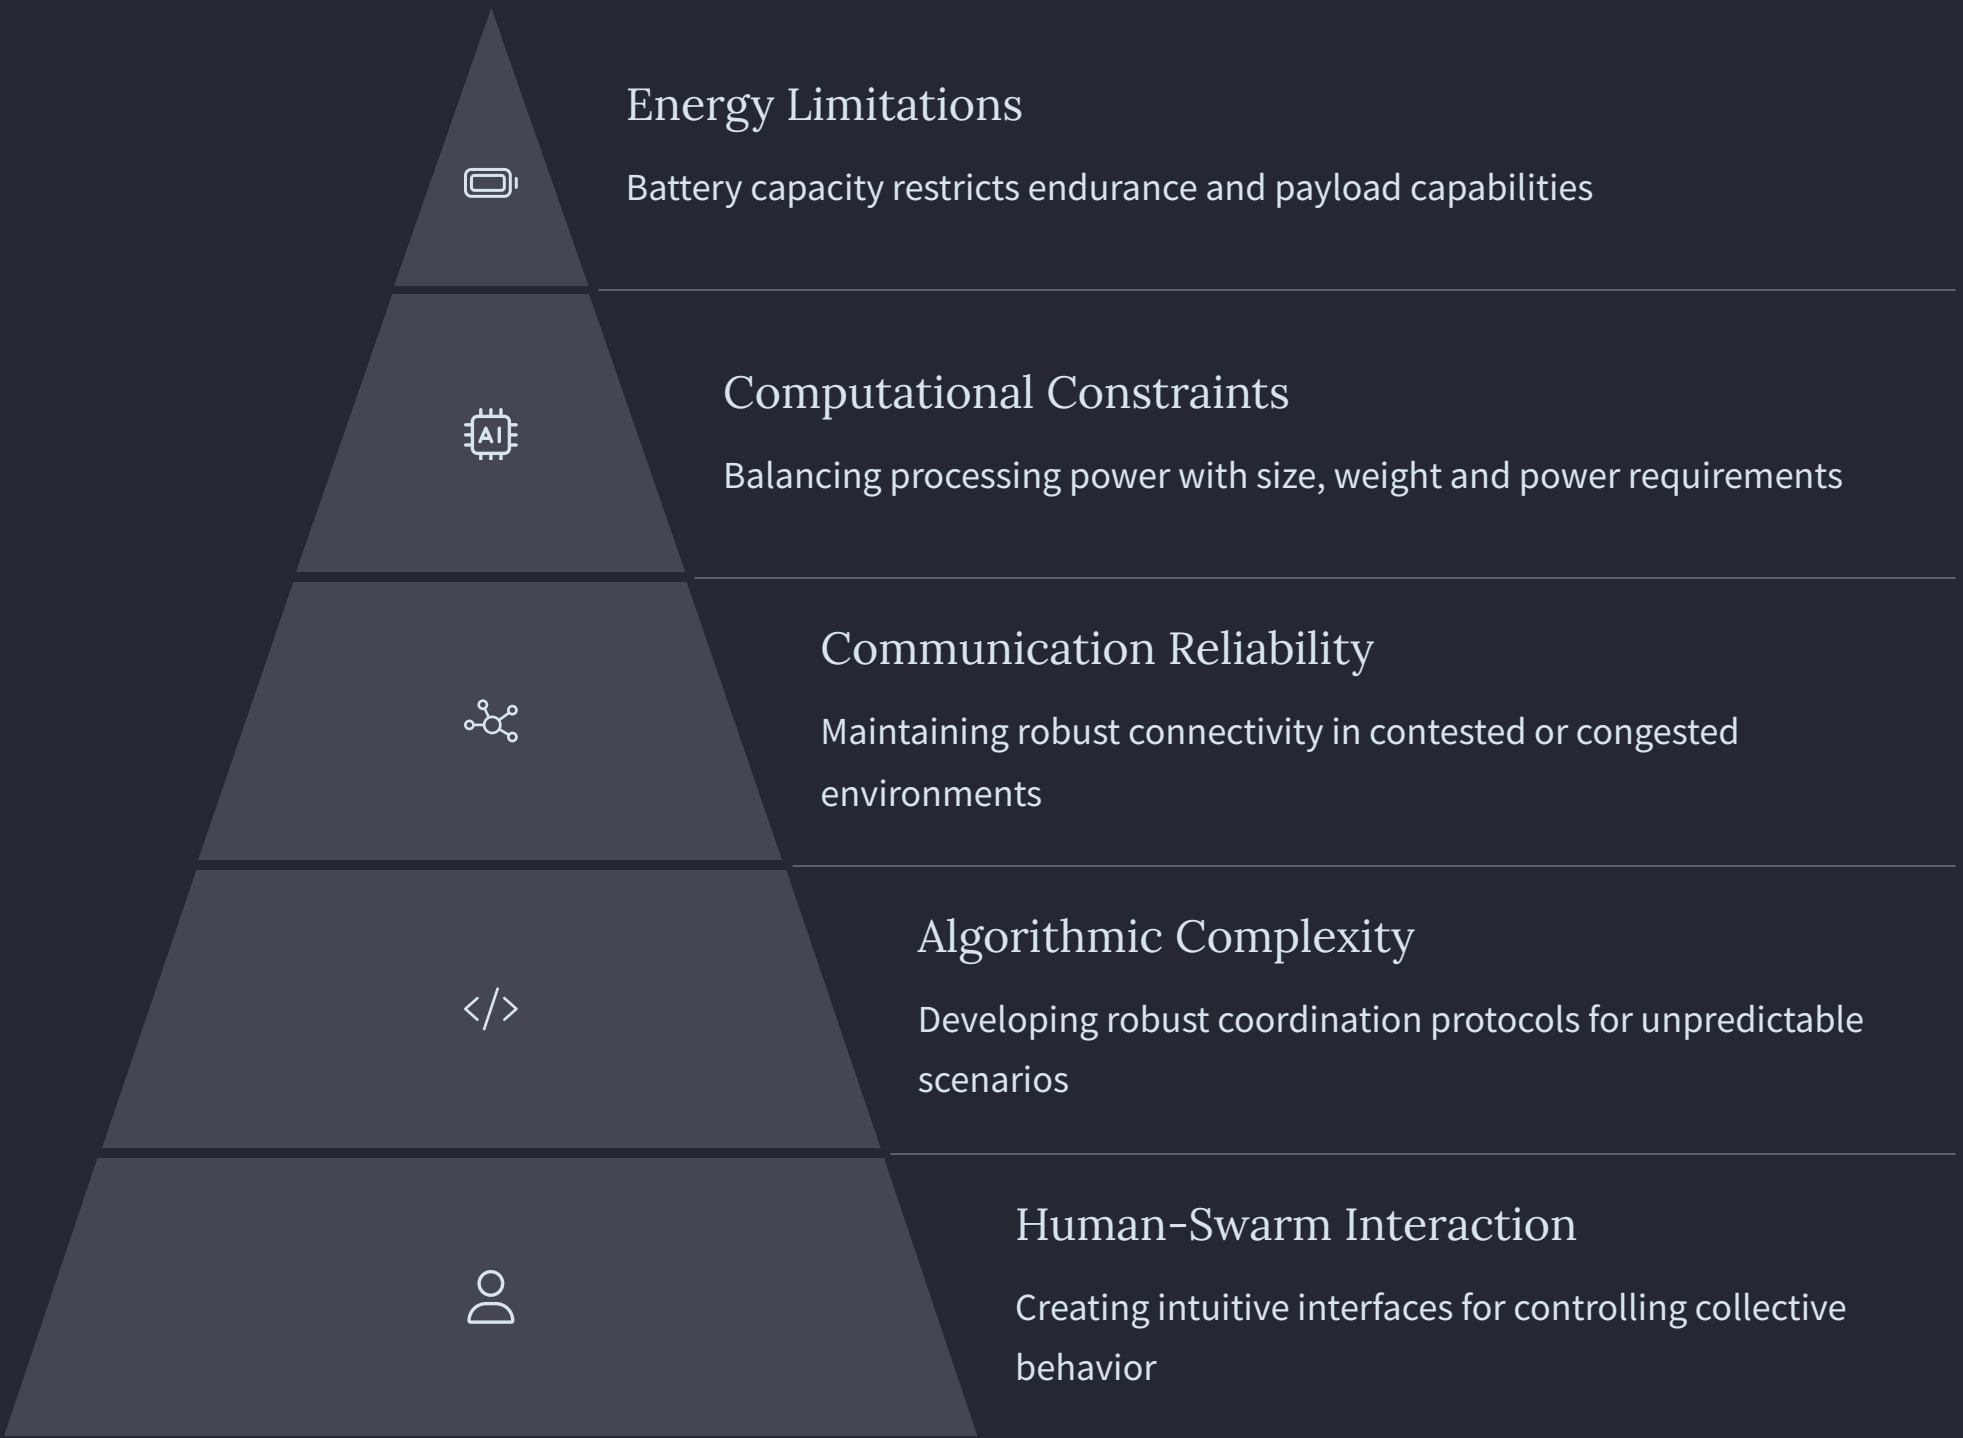 Energy Limitations
Battery capacity restricts endurance and payload capabilities
AI
Computational Constraints
Balancing processing power with size, weight and power requirements
Communication Reliability
Maintaining robust connectivity in contested or congested
environments
Algorithmic Complexity
Developing robust coordination protocols for unpredictable
scenarios
Human-Swarm Interaction
Creating intuitive interfaces for controlling collective
behavior